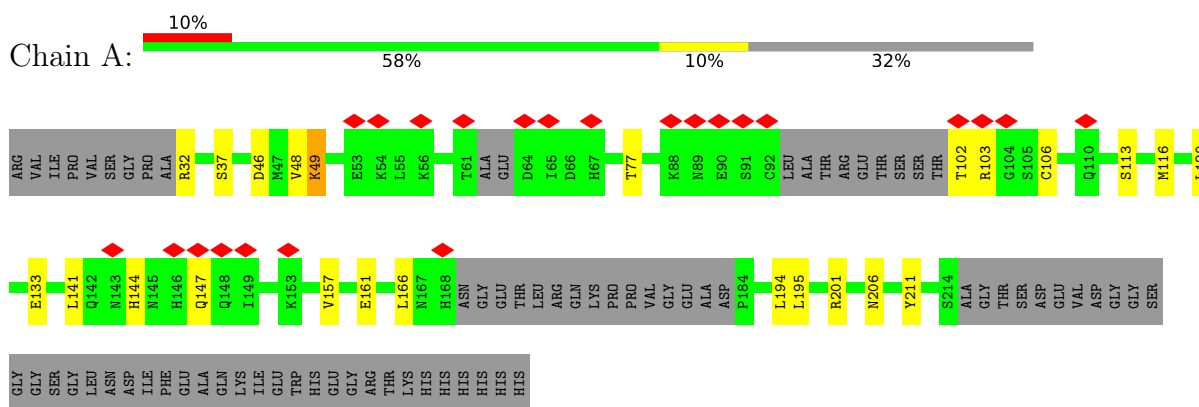 10%
Chain A:
58% 10% 32%
ARG VAL ILE PRO PRO VAL SER GLY PRO ALA R32 S37 D46 M47 V48 K49 E53 K54 L55 K56 T61 ALA GLU D64 I65 D66 H67 T77 K88 N89 E90 S91 C92 LEU ALA THR ARG GLU THR SER SER THR T102 R103 G104 S105 C106 Q110 S113 M116
E133 L141 Q142 N143 H144 N145 H146 Q147 Q148 I149 K153 V157 E161 L166 N167 H168 ASN GLY GLU THR LEU ARG GLN LYS PRO PRO VAL GLY GLU ALA ASP P184 L194 L195 R201 N206 Y211 S214 ALA GLY THR SER ASP GLU VAL ASP GLY GLY SER
GLY GLY SER GLY LEU ASN ASP ILE PHE GLU ALA GLN LYS ILE GLU TRP HIS GLU GLY ARG THR LYS HIS HIS HIS HIS HIS HIS